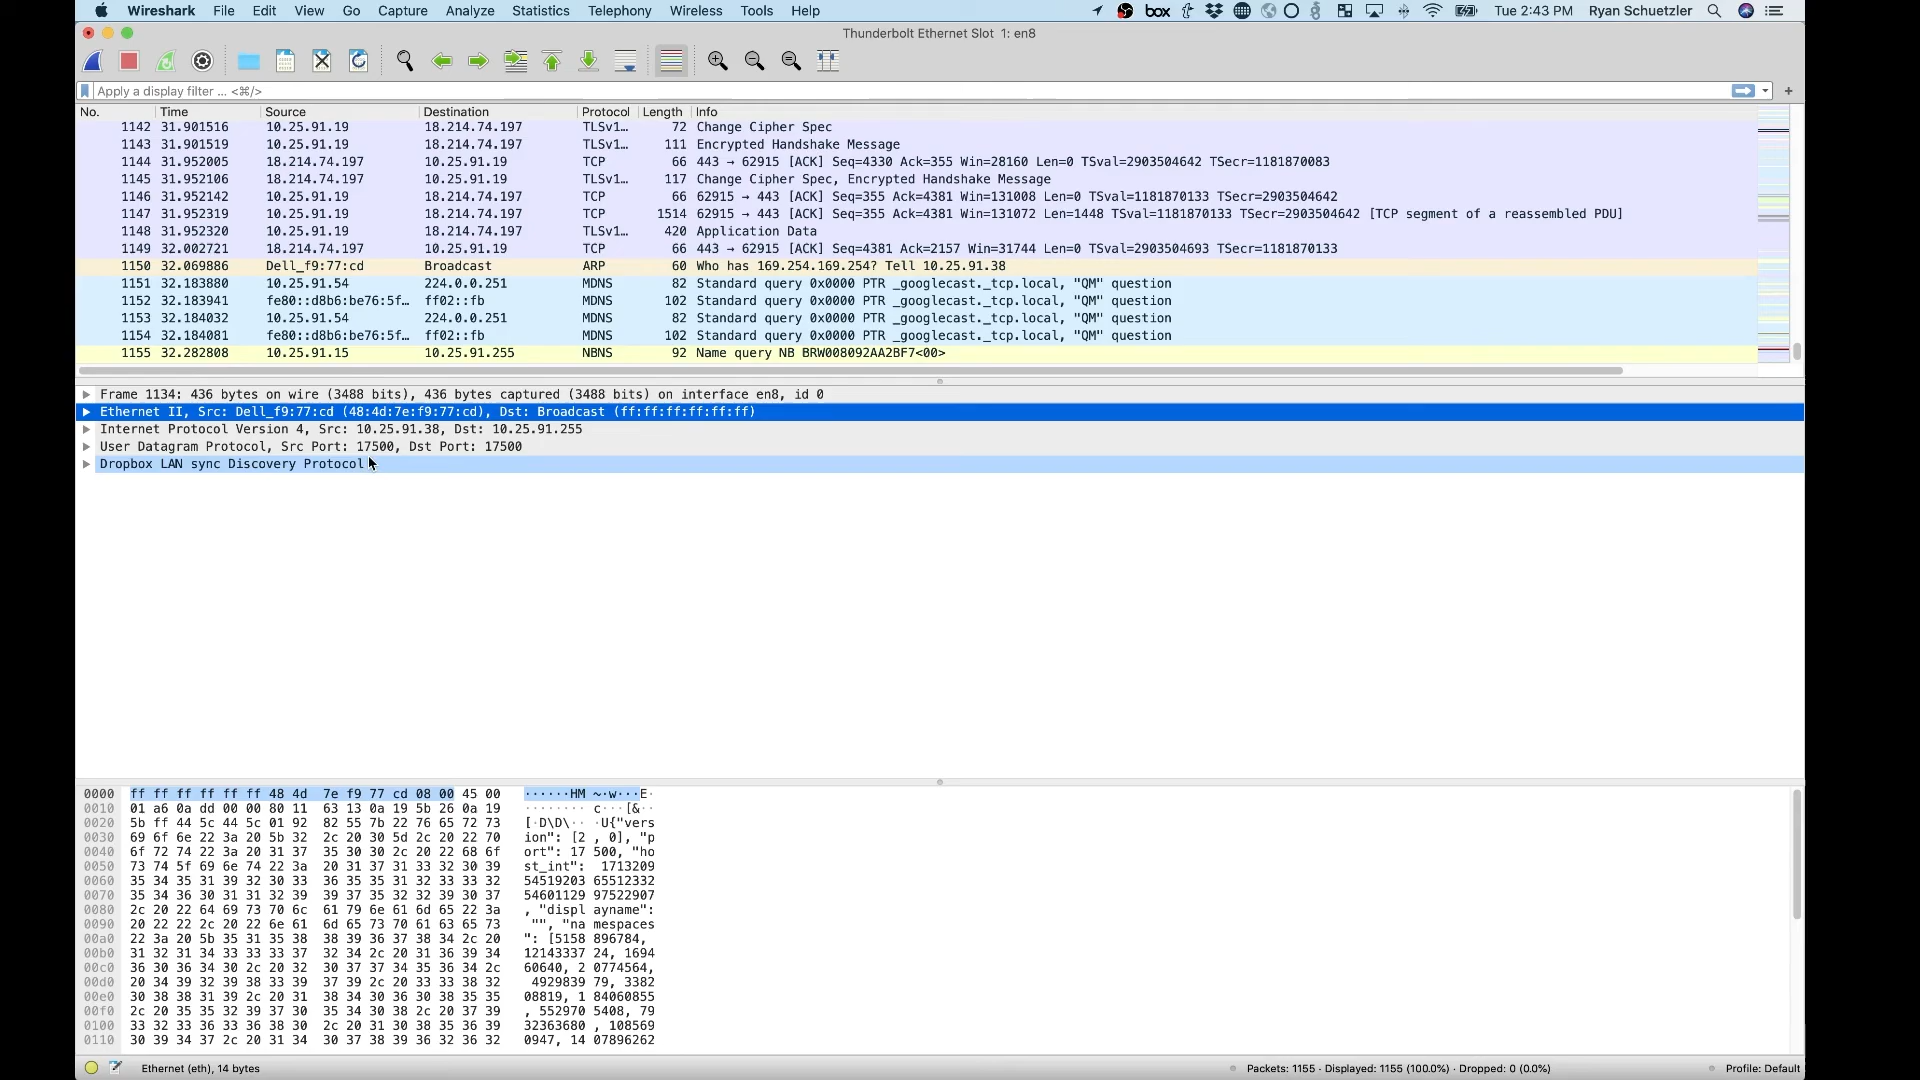 Wireshark File Edit View Go Capture Analyze Statistics Telephony Wireless Tools Help box Tue 2:43 PM Ryan Schuetzler
Thunderbolt Ethernet Slot 1: en8
Apply a display filter ... <⌘/>
No. Time Source Destination Protocol Length Info
1142 31.901516 10.25.91.19 18.214.74.197 TLSv1… 72 Change Cipher Spec
1143 31.901519 10.25.91.19 18.214.74.197 TLSv1… 111 Encrypted Handshake Message
1144 31.952005 18.214.74.197 10.25.91.19 TCP 66 443 → 62915 [ACK] Seq=4330 Ack=355 Win=28160 Len=0 TSval=2903504642 TSecr=1181870083
1145 31.952106 18.214.74.197 10.25.91.19 TLSv1… 117 Change Cipher Spec, Encrypted Handshake Message
1146 31.952142 10.25.91.19 18.214.74.197 TCP 66 62915 → 443 [ACK] Seq=355 Ack=4381 Win=131008 Len=0 TSval=1181870133 TSecr=2903504642
1147 31.952319 10.25.91.19 18.214.74.197 TCP 1514 62915 → 443 [ACK] Seq=355 Ack=4381 Win=131072 Len=1448 TSval=1181870133 TSecr=2903504642 [TCP segment of a reassembled PDU]
1148 31.952320 10.25.91.19 18.214.74.197 TLSv1… 420 Application Data
1149 32.002721 18.214.74.197 10.25.91.19 TCP 66 443 → 62915 [ACK] Seq=4381 Ack=2157 Win=31744 Len=0 TSval=2903504693 TSecr=1181870133
1150 32.069886 Dell_f9:77:cd Broadcast ARP 60 Who has 169.254.169.254? Tell 10.25.91.38
1151 32.183880 10.25.91.54 224.0.0.251 MDNS 82 Standard query 0x0000 PTR _googlecast._tcp.local, "QM" question
1152 32.183941 fe80::d8b6:be76:5f… ff02::fb MDNS 102 Standard query 0x0000 PTR _googlecast._tcp.local, "QM" question
1153 32.184032 10.25.91.54 224.0.0.251 MDNS 82 Standard query 0x0000 PTR _googlecast._tcp.local, "QM" question
1154 32.184081 fe80::d8b6:be76:5f… ff02::fb MDNS 102 Standard query 0x0000 PTR _googlecast._tcp.local, "QM" question
1155 32.282808 10.25.91.15 10.25.91.255 NBNS 92 Name query NB BRW008092AA2BF7<00>
Frame 1134: 436 bytes on wire (3488 bits), 436 bytes captured (3488 bits) on interface en8, id 0
Ethernet II, Src: Dell_f9:77:cd (48:4d:7e:f9:77:cd), Dst: Broadcast (ff:ff:ff:ff:ff:ff)
Internet Protocol Version 4, Src: 10.25.91.38, Dst: 10.25.91.255
User Datagram Protocol, Src Port: 17500, Dst Port: 17500
Dropbox LAN sync Discovery Protocol
0000 ff ff ff ff ff ff 48 4d 7e f9 77 cd 08 00 45 00 ······HM ~·w···E·
0010 01 a6 0a dd 00 00 80 11 63 13 0a 19 5b 26 0a 19 ········ c···[&··
0020 5b ff 44 5c 44 5c 01 92 82 55 7b 22 76 65 72 73 [·D\D\·· ·U{"vers
0030 69 6f 6e 22 3a 20 5b 32 2c 20 30 5d 2c 20 22 70 ion": [2 , 0], "p
0040 6f 72 74 22 3a 20 31 37 35 30 30 2c 20 22 68 6f ort": 17 500, "ho
0050 73 74 5f 69 6e 74 22 3a 20 31 37 31 33 32 30 39 st_int": 1713209
0060 35 34 35 31 39 32 30 33 36 35 35 31 32 33 33 32 54519203 65512332
0070 35 34 36 30 31 31 32 39 39 37 35 32 32 39 30 37 54601129 97522907
0080 2c 20 22 64 69 73 70 6c 61 79 6e 61 6d 65 22 3a , "displ ayname":
0090 20 22 22 2c 20 22 6e 61 6d 65 73 70 61 63 65 73 "", "na mespaces
00a0 22 3a 20 5b 35 31 35 38 38 39 36 37 38 34 2c 20 ": [5158 896784,
00b0 31 32 31 34 33 33 33 37 32 34 2c 20 31 36 39 34 12143337 24, 1694
00c0 36 30 36 34 30 2c 20 32 30 37 37 34 35 36 34 2c 60640, 2 0774564,
00d0 20 34 39 32 39 38 33 39 37 39 2c 20 33 33 38 32 4929839 79, 3382
00e0 30 38 38 31 39 2c 20 31 38 34 30 36 30 38 35 35 08819, 1 84060855
00f0 2c 20 35 35 32 39 37 30 35 34 30 38 2c 20 37 39 , 552970 5408, 79
0100 33 32 33 36 33 36 38 30 2c 20 31 30 38 35 36 39 32363680 , 108569
0110 30 39 34 37 2c 20 31 34 30 37 38 39 36 32 36 32 0947, 14 07896262
Ethernet (eth), 14 bytes Packets: 1155 · Displayed: 1155 (100.0%) · Dropped: 0 (0.0%) Profile: Default